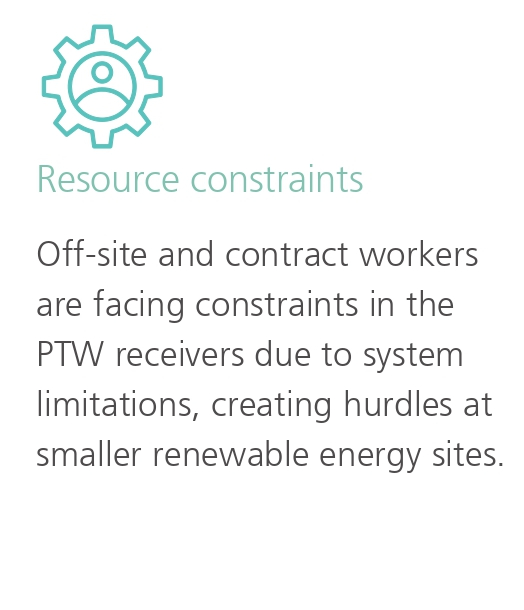 Resource constraints
Off-site and contract workers
are facing constraints in the
PTW receivers due to system
limitations, creating hurdles at
smaller renewable energy sites.